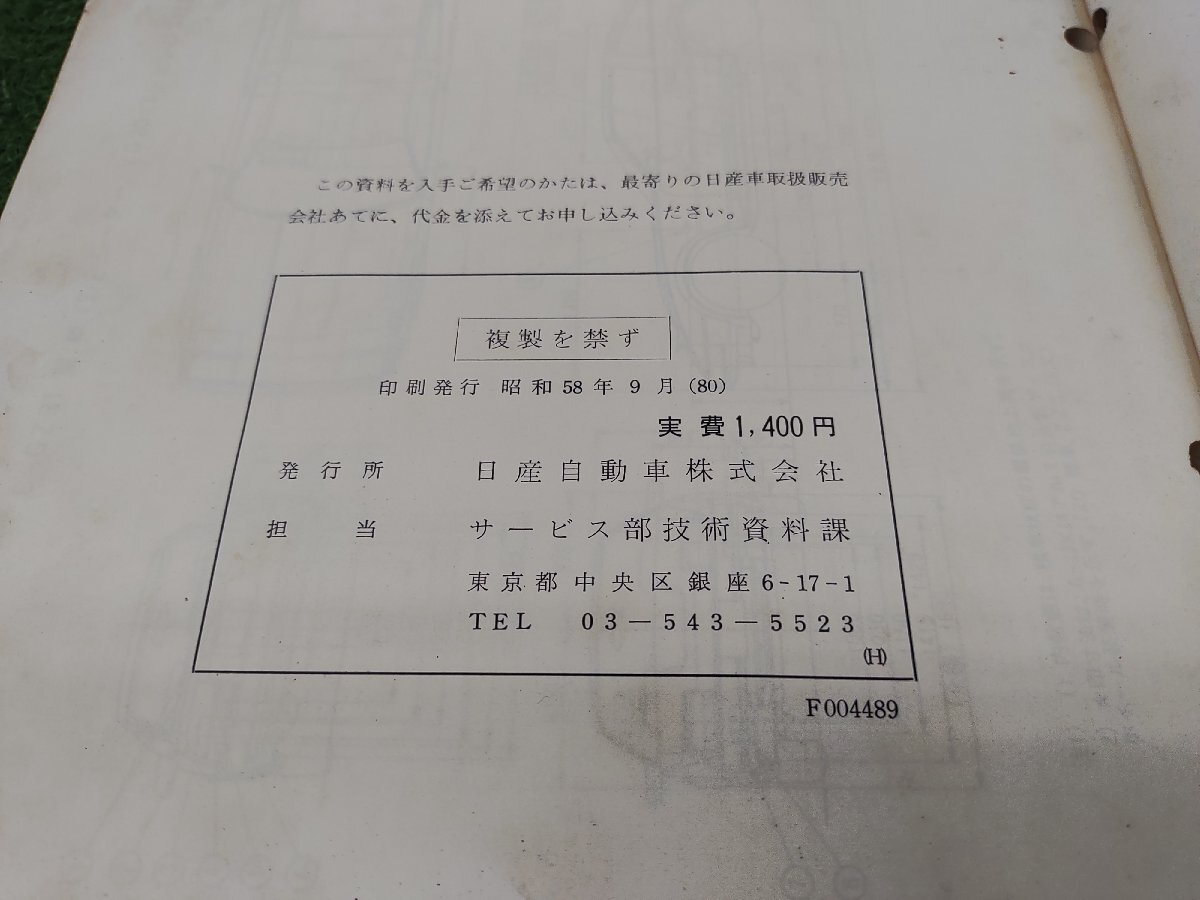 この資料を入手ご希望のかたは、最寄りの日産車取扱販売
会社あてに、代金を添えてお申し込みください。
複製を禁ず
印刷発行 昭和58年9月(80)
実費1,400円
発行所 日産自動車株式会社
担当 サービス部技術資料課
東京都中央区銀座6-17-1
TEL 03-543-5523
(H)
F004489